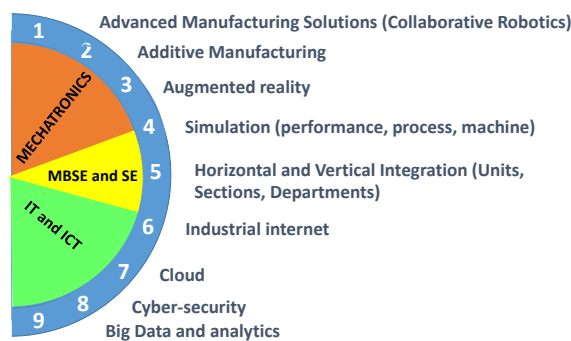 1 Advanced Manufacturing Solutions (Collaborative Robotics)
2 Additive Manufacturing
3 Augmented reality
MECHATRONICS
4 Simulation (performance, process, machine)
MBSE and SE
5 Horizontal and Vertical Integration (Units,
Sections, Departments)
IT and ICT
6 Industrial internet
7 Cloud
8 Cyber-security
9 Big Data and analytics